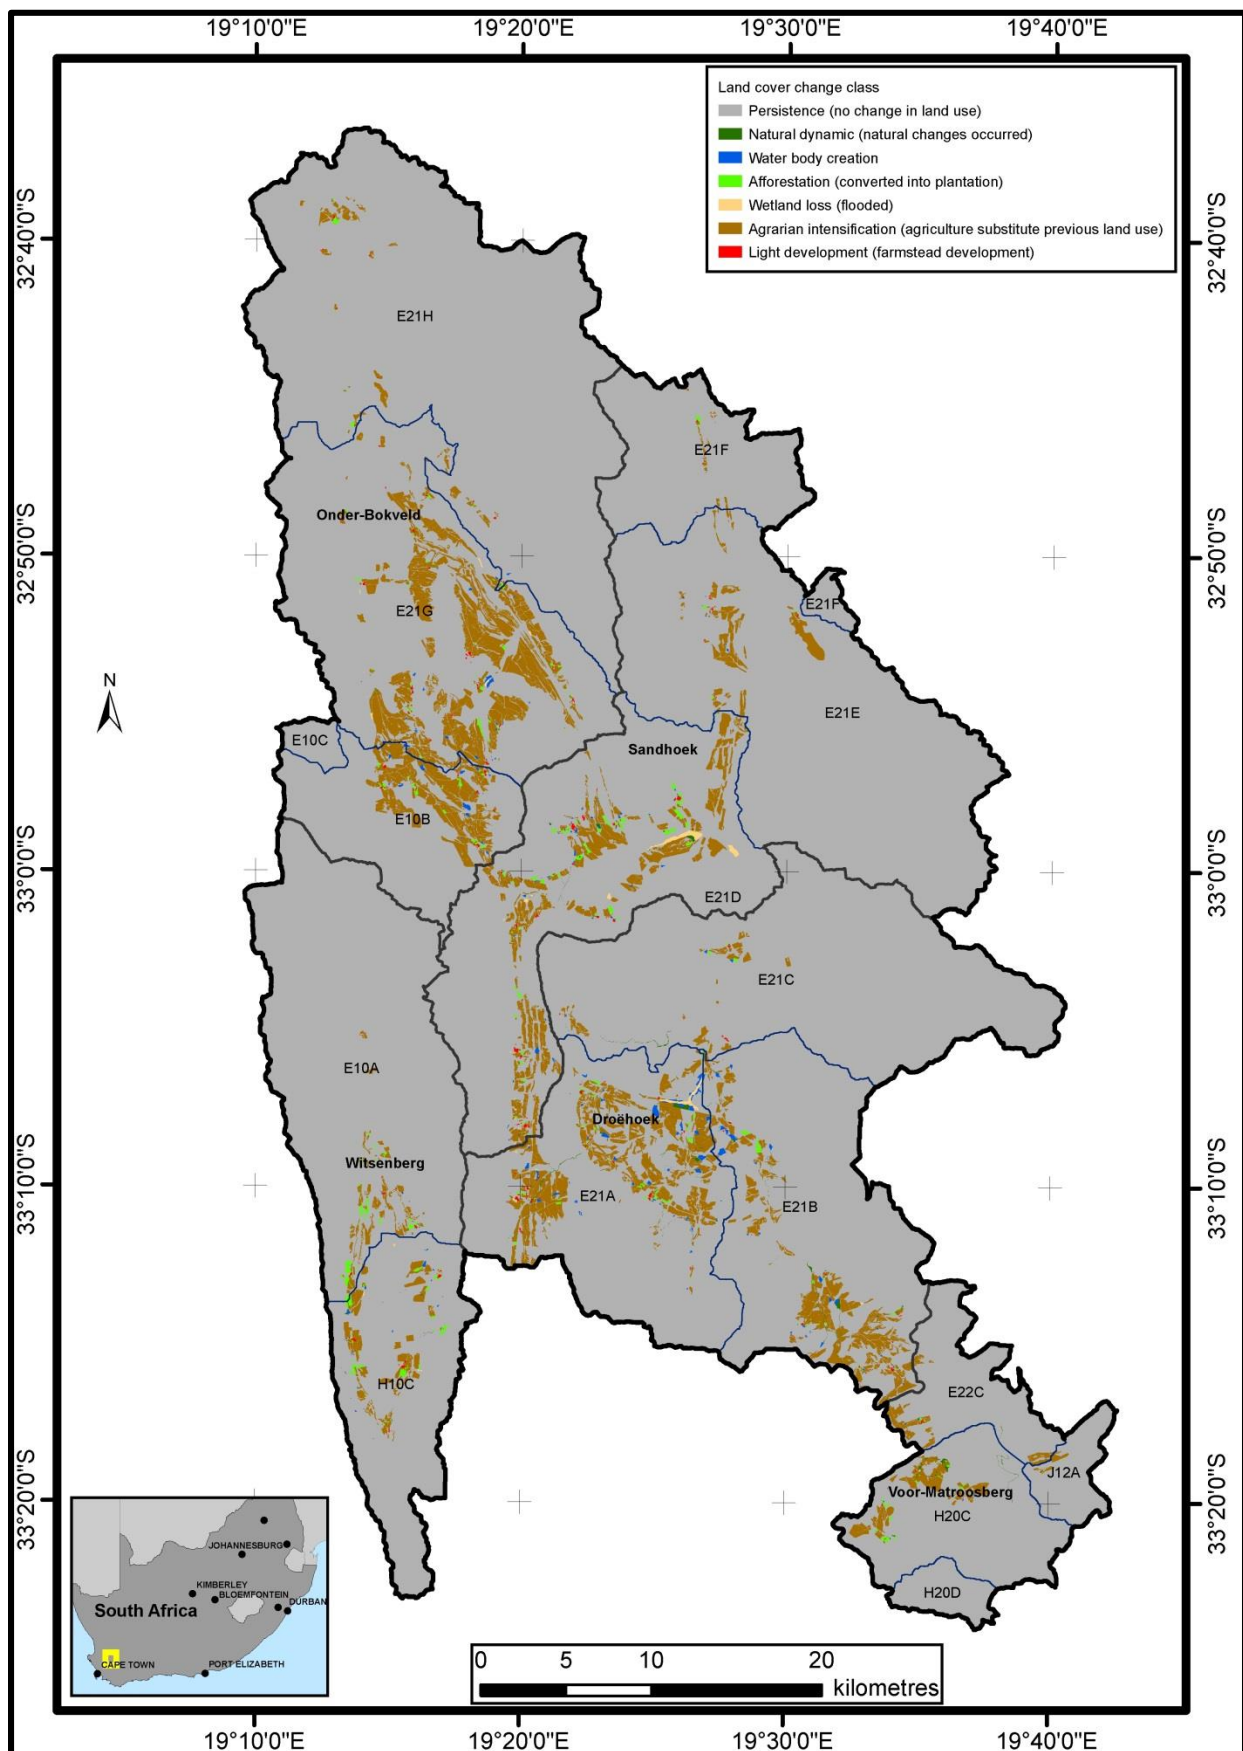 19°10'0"E 19°20'0"E 19°30'0"E 19°40'0"E
Land cover change class
Persistence (no change in land use)
Natural dynamic (natural changes occurred)
Water body creation
Afforestation (converted into plantation)
Wetland loss (flooded)
Agrarian intensification (agriculture substitute previous land use)
Light development (farmstead development)
32°40'0"S 32°40'0"S
E21H
E21F
Onder-Bokveld
32°50'0"S 32°50'0"S
E21G E21F
N
E21E
E10C
Sandhoek
E10B
33°0'0"S 33°0'0"S
E21D
E21C
E10A
Droëhoek
Witsenberg
33°10'0"S 33°10'0"S
E21A E21B
H10C
E22C
J12A
Voor-Matroosberg
33°20'0"S 33°20'0"S
H20C
H20D
JOHANNESBURG
KIMBERLEY
BLOEMFONTEIN
DURBAN
South Africa
CAPE TOWN
PORT ELIZABETH
0 5 10 20
kilometres
19°10'0"E 19°20'0"E 19°30'0"E 19°40'0"E